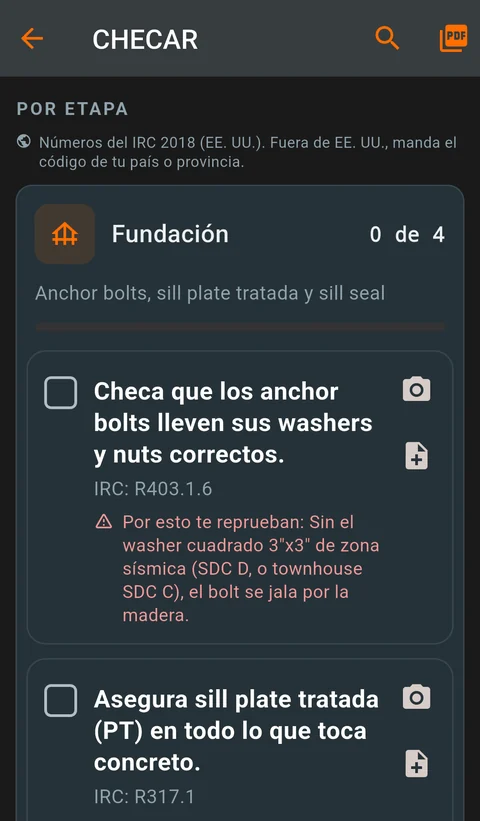 CHECAR
PDF
POR ETAPA
Números del IRC 2018 (EE. UU.). Fuera de EE. UU., manda el
código de tu país o provincia.
Fundación 0 de 4
Anchor bolts, sill plate tratada y sill seal
Checa que los anchor
bolts lleven sus washers
y nuts correctos.
IRC: R403.1.6
Por esto te reprueban: Sin el
washer cuadrado 3"x3" de zona
sísmica (SDC D, o townhouse
SDC C), el bolt se jala por la
madera.
Asegura sill plate tratada
(PT) en todo lo que toca
concreto.
IRC: R317.1